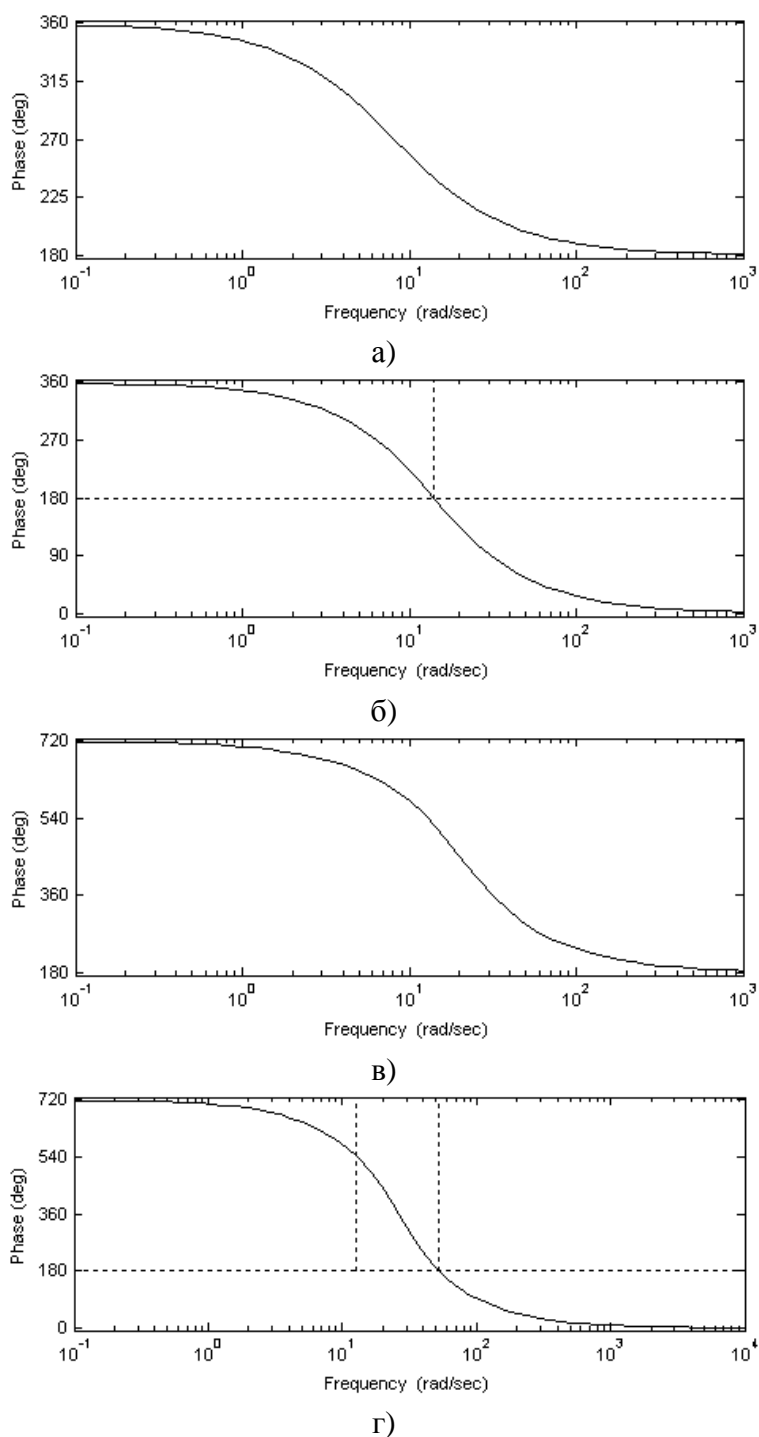 360
315
270
225
180
Phase (deg)
10^-1 10^0 10^1 10^2 10^3
Frequency (rad/sec)
а)
360
270
180
90
0
Phase (deg)
10^-1 10^0 10^1 10^2 10^3
Frequency (rad/sec)
б)
720
540
360
180
Phase (deg)
10^-1 10^0 10^1 10^2 10^3
Frequency (rad/sec)
в)
720
540
360
180
0
Phase (deg)
10^-1 10^0 10^1 10^2 10^3 10^4
Frequency (rad/sec)
г)